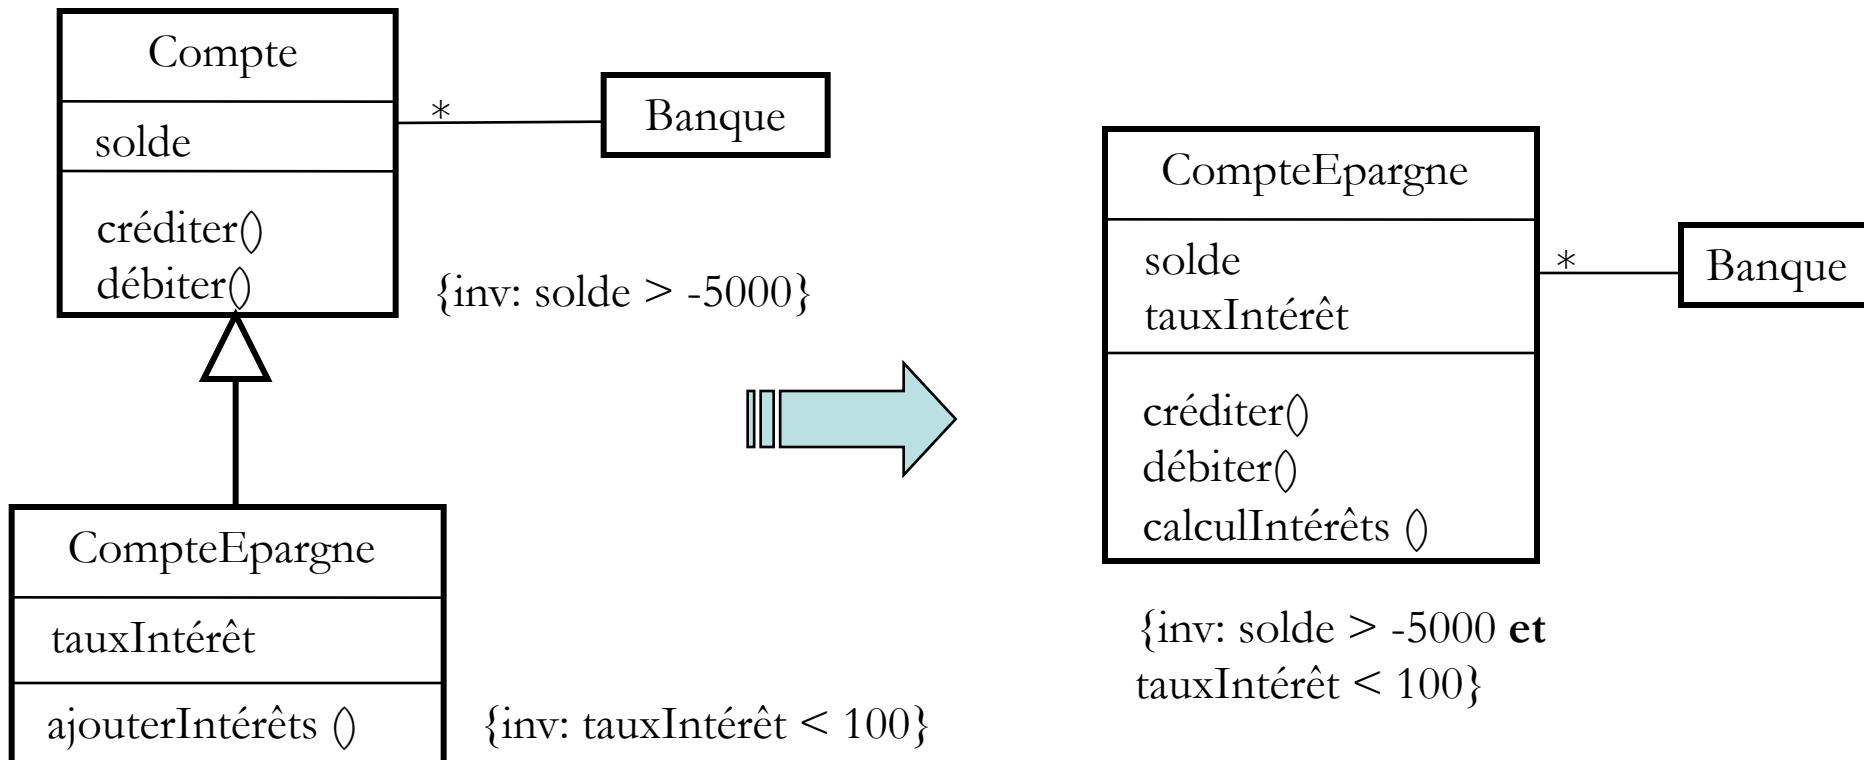 Compte
solde
créditer()
débiter()
*
Banque
{inv: solde > -5000}
CompteEpargne
tauxIntérêt
ajouterIntérêts ()
{inv: tauxIntérêt < 100}
CompteEpargne
solde
tauxIntérêt
créditer()
débiter()
calculIntérêts ()
*
Banque
{inv: solde > -5000 et
tauxIntérêt < 100}